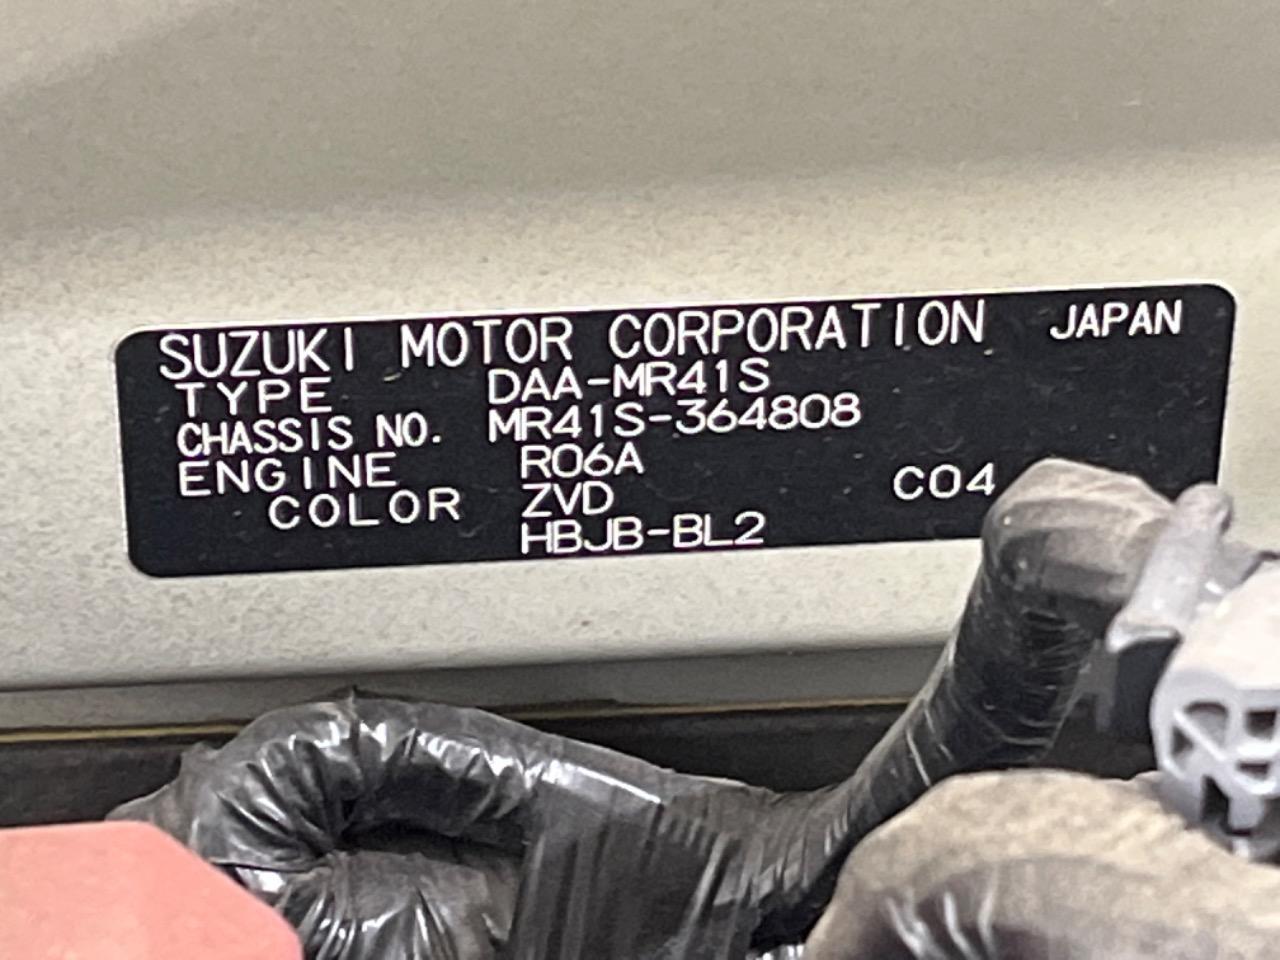 SUZUKI MOTOR CORPORATION JAPAN
TYPE DAA-MR41S
CHASSIS NO. MR41S-364808
ENGINE R06A
COLOR ZVD C04
HBJB-BL2